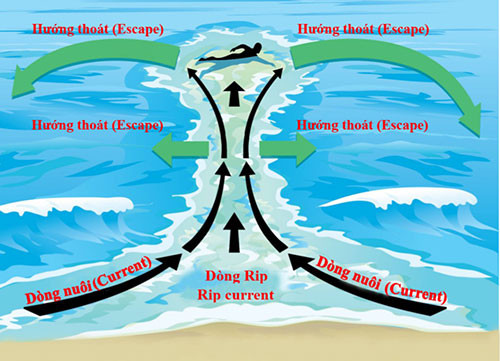 Hướng thoát (Escape)
Hướng thoát (Escape)
Hướng thoát (Escape)
Hướng thoát (Escape)
Dòng nuôi (Current)
Dòng Rip
Rip current
Dòng nuôi (Current)